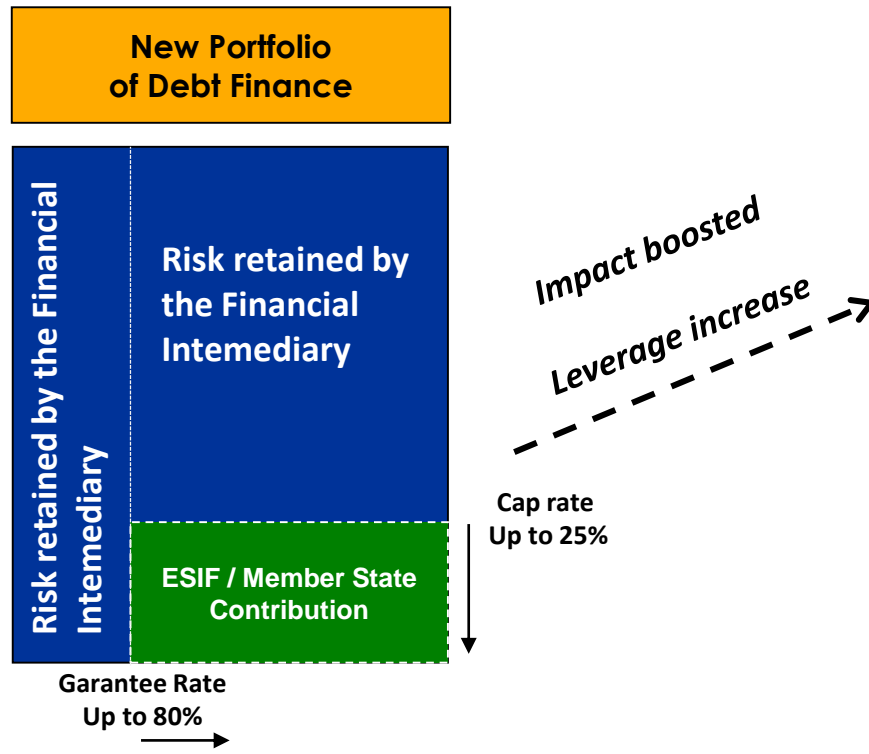 New Portfolio
of Debt Finance
Risk retained by the Financial
Intemediary
Risk retained by
the Financial
Intemediary
ESIF / Member State
Contribution
Impact boosted
Leverage increase
Cap rate
Up to 25%
Garantee Rate
Up to 80%